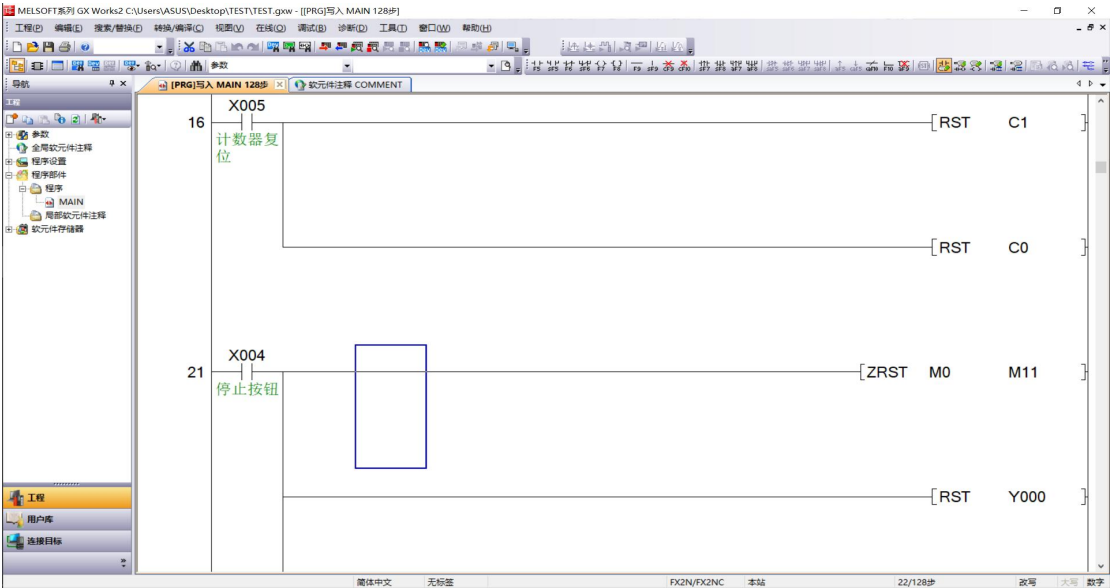 MELSOFT系列 GX Works2 C:\Users\ASUS\Desktop\TEST\TEST.gxw - [[PRG]写入 MAIN 128步]
工程(P) 编辑(E) 搜索/替换(F) 转换/编译(C) 视图(V) 在线(O) 调试(B) 诊断(D) 工具(T) 窗口(W) 帮助(H)
参数
导航
[PRG]写入 MAIN 128步
软元件注释 COMMENT
工程
参数
全局软元件注释
程序设置
程序部件
程序
MAIN
局部软元件注释
软元件存储器
X005
16
RST C1
计数器复
位
RST C0
X004
21
ZRST M0 M11
停止按钮
RST Y000
工程
用户库
连接目标
简体中文 无标签 FX2N/FX2NC 本站 22/128步 改写 大写 数字